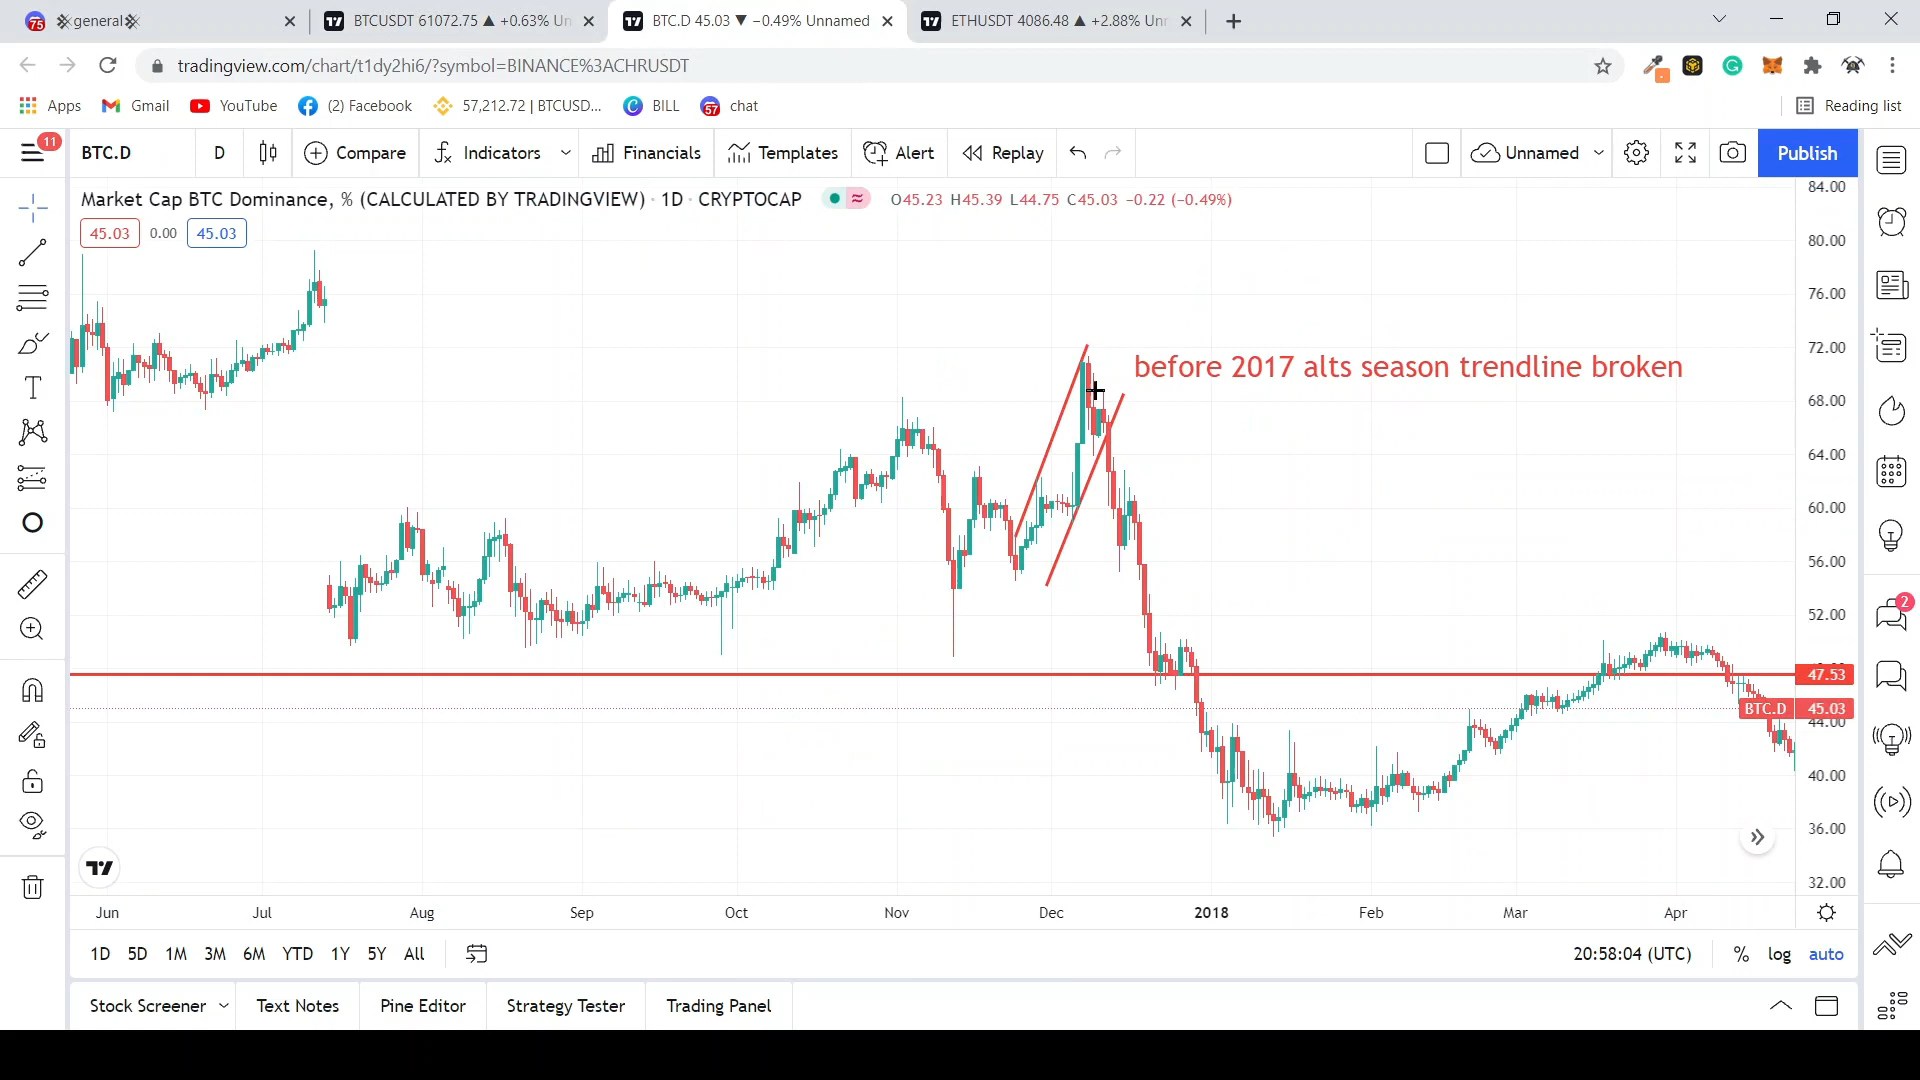 75 general
BTCUSDT 61072.75 ▲ +0.63% Un
BTC.D 45.03 ▼ −0.49% Unnamed
ETHUSDT 4086.48 ▲ +2.88% Un
tradingview.com/chart/t1dy2hi6/?symbol=BINANCE%3ACHRUSDT
Apps Gmail YouTube (2) Facebook 57,212.72 | BTCUSD... BILL 57 chat Reading list
11 BTC.D D Compare Indicators Financials Templates Alert Replay Unnamed Publish
Market Cap BTC Dominance, % (CALCULATED BY TRADINGVIEW) · 1D · CRYPTOCAP O45.23 H45.39 L44.75 C45.03 −0.22 (−0.49%)
45.03 0.00 45.03
before 2017 alts season trendline broken
84.00
80.00
76.00
72.00
68.00
64.00
60.00
56.00
52.00
47.53
BTC.D 45.03
44.00
40.00
36.00
32.00
2
Jun Jul Aug Sep Oct Nov Dec 2018 Feb Mar Apr
1D 5D 1M 3M 6M YTD 1Y 5Y All 20:58:04 (UTC) % log auto
Stock Screener Text Notes Pine Editor Strategy Tester Trading Panel